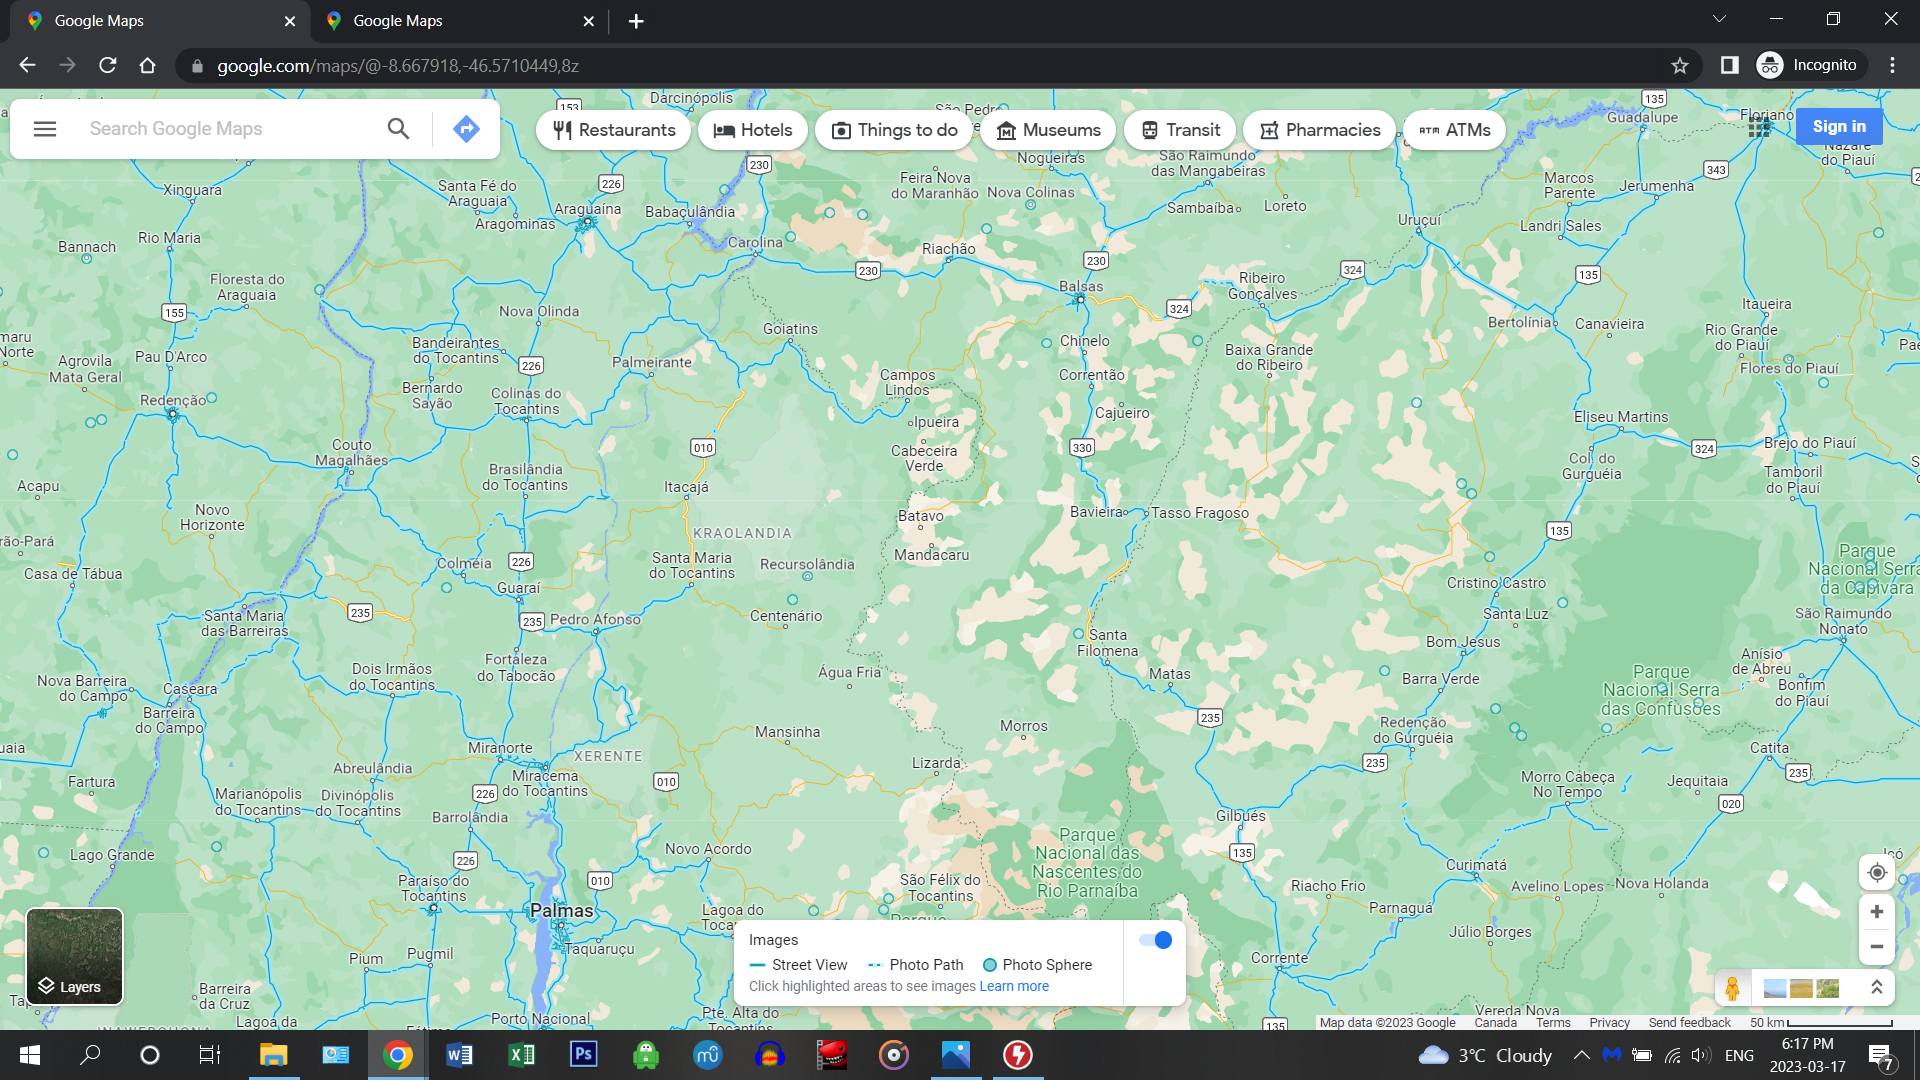 Google Maps
Google Maps
google.com/maps/@-8.667918,-46.5710449,8z
Incognito
Search Google Maps
Restaurants
Hotels
Things to do
Museums
Transit
Pharmacies
ATMs
Sign in
Darcinópolis
153
São Pedro
135
Guadalupe
Floriano
Nazaré
do Piauí
Xinguara
Santa Fé do
Araguaia
Aragominas
226
Araguaína
Babaçulândia
230
Feira Nova
do Maranhão
Nogueiras
Nova Colinas
São Raimundo
das Mangabeiras
Sambaíba
Loreto
Marcos
Parente
Jerumenha
343
Uruçuí
Landri Sales
Bannach
Rio Maria
Carolina
Riachão
230
230
Balsas
324
135
Floresta do
Araguaia
Ribeiro
Gonçalves
155
Nova Olinda
324
Itaueira
Goiatins
Bertolínia
Canavieira
Rio Grande
do Piauí
Agrovila
Mata Geral
Pau D'Arco
Bandeirantes
do Tocantins
226
Palmeirante
Chinelo
Baixa Grande
do Ribeiro
Flores do Piauí
Bernardo
Sayão
Colinas do
Tocantins
Campos
Lindos
Correntão
Redenção
Cajueiro
Eliseu Martins
Ipueira
Couto
Magalhães
010
Cabeceira
Verde
330
324
Brejo do Piauí
Col. do
Gurguéia
Tamboril
do Piauí
Brasilândia
do Tocantins
Itacajá
Acapu
Novo
Horizonte
Batavo
Bavieira
Tasso Fragoso
135
KRAOLANDIA
Mandacaru
Casa de Tábua
Colméia
226
Santa Maria
do Tocantins
Recursolândia
Parque
Nacional Serra
da Capivara
Guaraí
Cristino Castro
Santa Maria
das Barreiras
235
235
Pedro Afonso
Centenário
Santa Luz
São Raimundo
Nonato
Santa
Filomena
Bom Jesus
Dois Irmãos
do Tocantins
Fortaleza
do Tabocão
Água Fria
Matas
Barra Verde
Parque
Nacional Serra
das Confusões
Anísio
de Abreu
Bonfim
do Piauí
Nova Barreira
do Campo
Caseara
Barreira
do Campo
235
Mansinha
Morros
Redenção
do Gurguéia
Miranorte
XERENTE
Catita
Fartura
Abreulândia
Miracema
do Tocantins
010
Lizarda
235
Morro Cabeça
No Tempo
Jequitaia
235
Marianópolis
do Tocantins
Divinópolis
do Tocantins
226
020
Barrolândia
Gilbués
Lago Grande
Novo Acordo
Parque
Nacional das
Nascentes do
Rio Parnaíba
135
226
Curimatá
Paraíso do
Tocantins
010
São Félix do
Tocantins
Riacho Frio
Avelino Lopes
Nova Holanda
Palmas
Lagoa do
Parque
Parnaguá
Taquaruçu
Júlio Borges
Pium
Pugmil
Corrente
Barreira
da Cruz
Lagoa da
Porto Nacional
Pte. Alta do
Tocantins
135
Vereda Nova
Layers
Images
Street View
Photo Path
Photo Sphere
Click highlighted areas to see images Learn more
Map data ©2023 Google
Canada
Terms
Privacy
Send feedback
50 km
3°C Cloudy
ENG
6:17 PM
2023-03-17
7